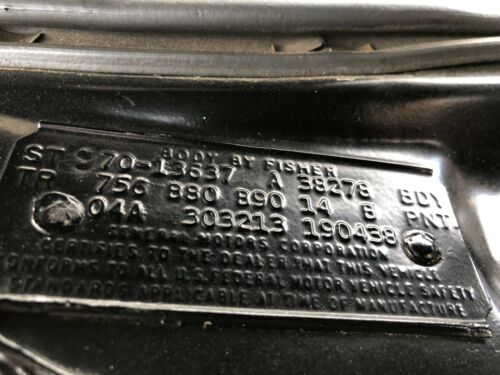 BODY BY FISHER
ST 70-13637 A 38278 BDY
TR 756 880 890 14 B PNT.
04A 303213 190438
GENERAL MOTORS CORPORATION
CERTIFIES TO THE DEALER THAT THIS VEHICLE
CONFORMS TO ALL U.S. FEDERAL MOTOR VEHICLE SAFETY
STANDARDS APPLICABLE AT TIME OF MANUFACTURE